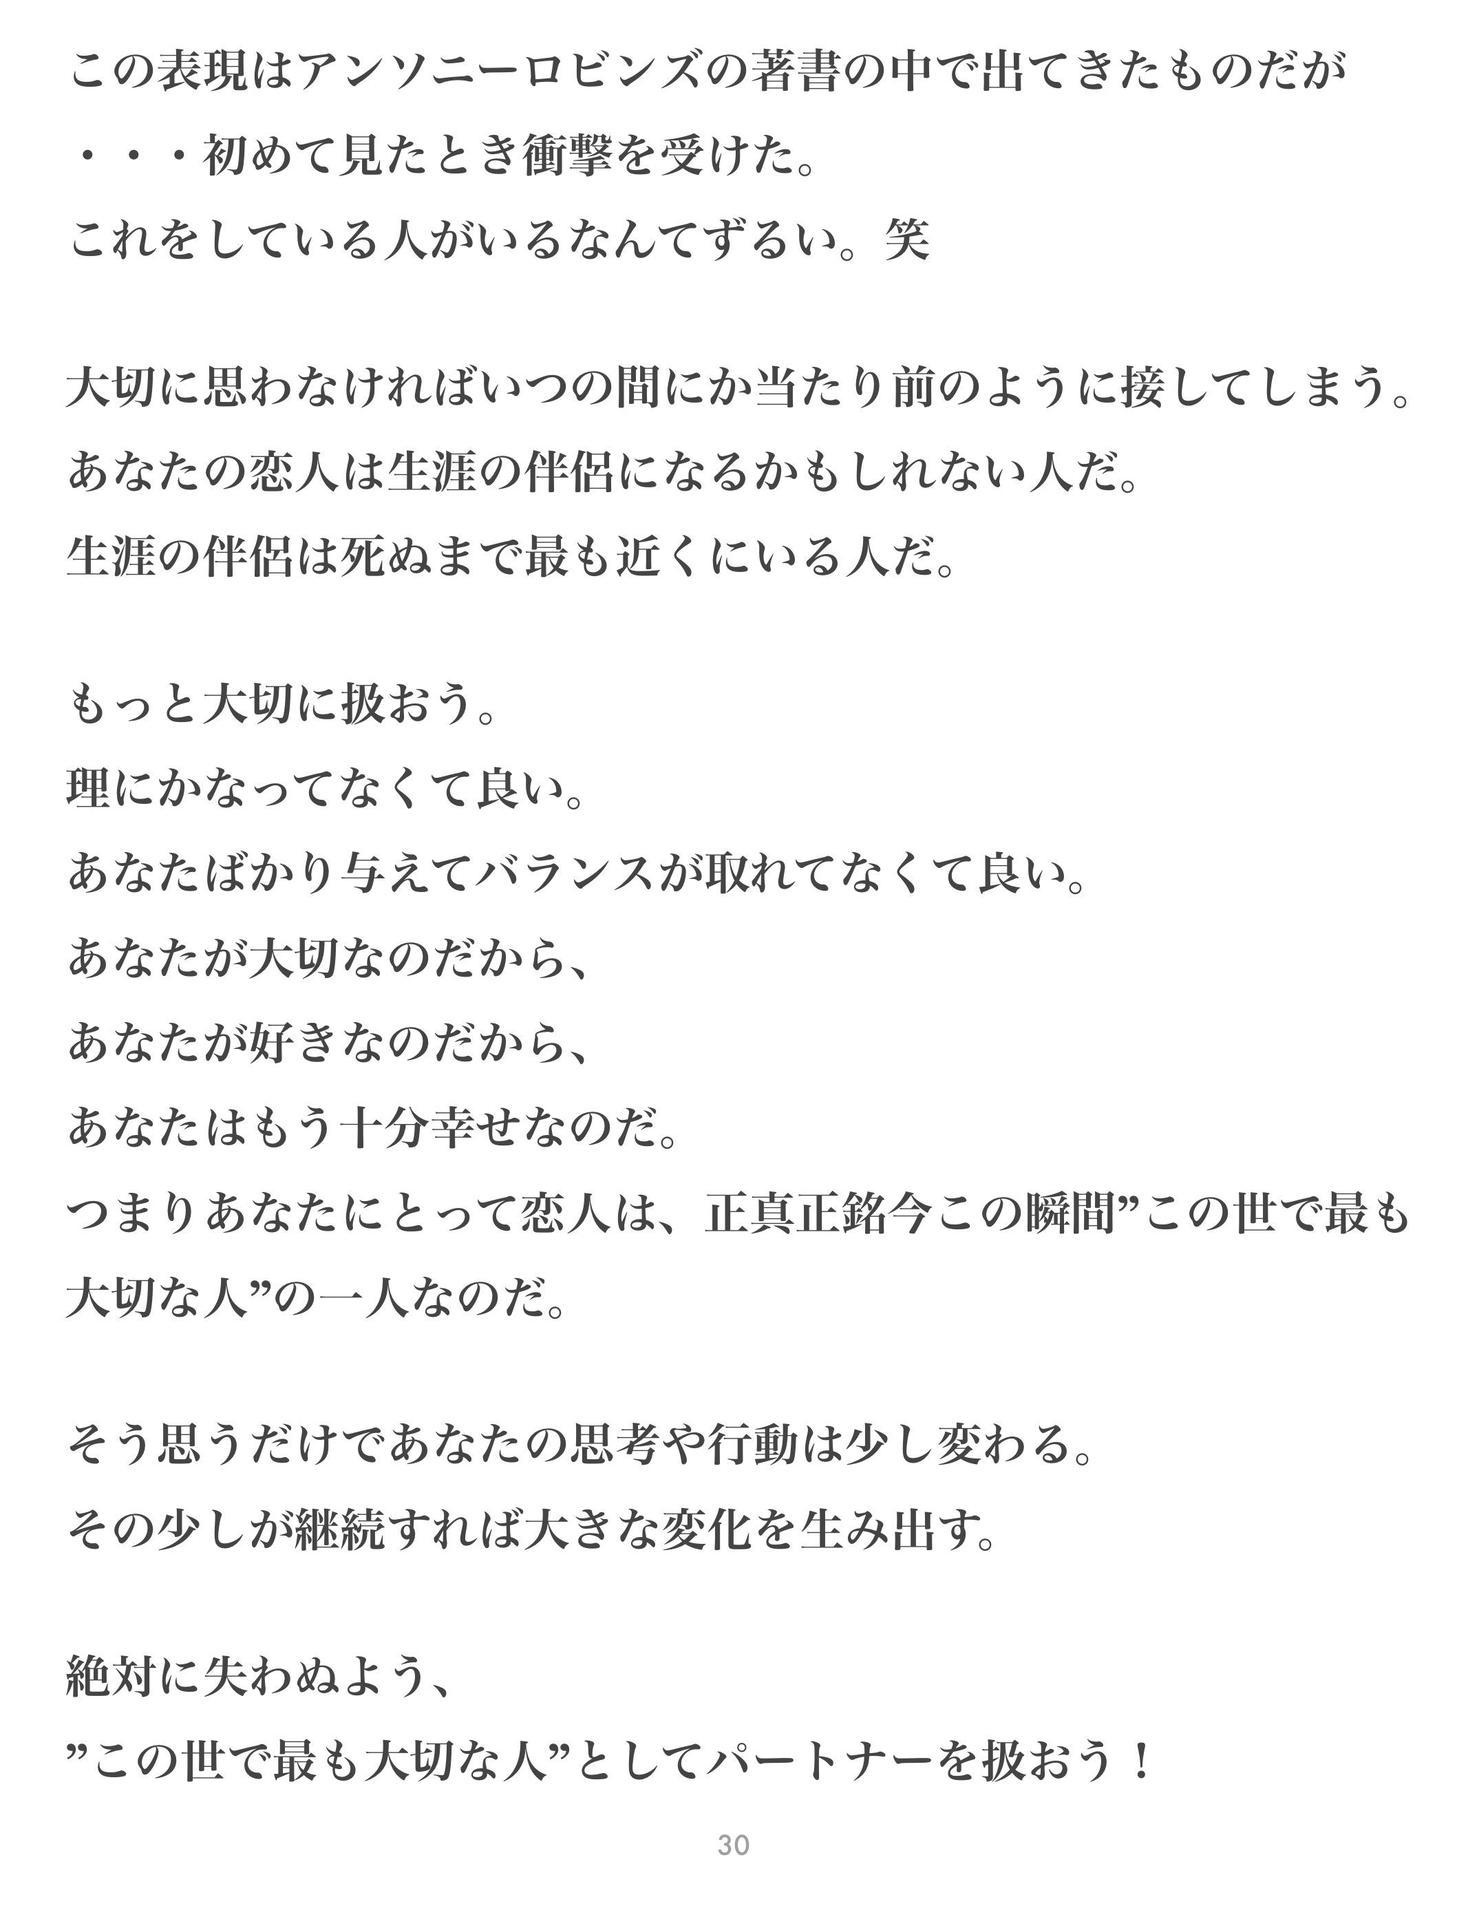 この表現はアンソニーロビンズの著書の中で出てきたものだが
・・・初めて見たとき衝撃を受けた。
これをしている人がいるなんてずるい。笑
大切に思わなければいつの間にか当たり前のように接してしまう。
あなたの恋人は生涯の伴侶になるかもしれない人だ。
生涯の伴侶は死ぬまで最も近くにいる人だ。
もっと大切に扱おう。
理にかなってなくて良い。
あなたばかり与えてバランスが取れてなくて良い。
あなたが大切なのだから、
あなたが好きなのだから、
あなたはもう十分幸せなのだ。
つまりあなたにとって恋人は、正真正銘今この瞬間”この世で最も
大切な人”の一人なのだ。
そう思うだけであなたの思考や行動は少し変わる。
その少しが継続すれば大きな変化を生み出す。
絶対に失わぬよう、
”この世で最も大切な人”としてパートナーを扱おう！
30